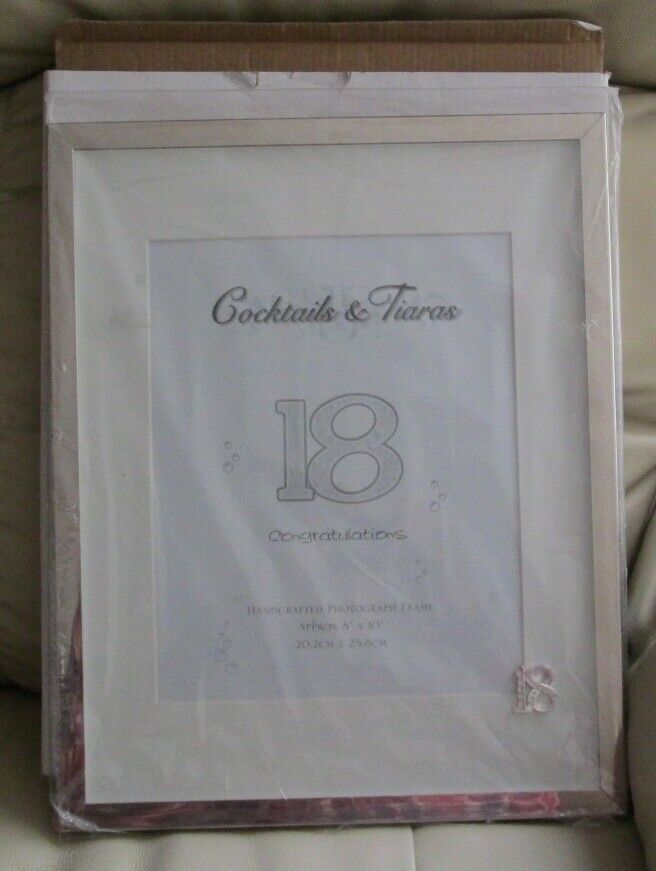 Cocktails & Tiaras
18
Congratulations
Handcrafted Photograph Frame
Approx 8" x 10"
20.2cm x 25.8cm
18